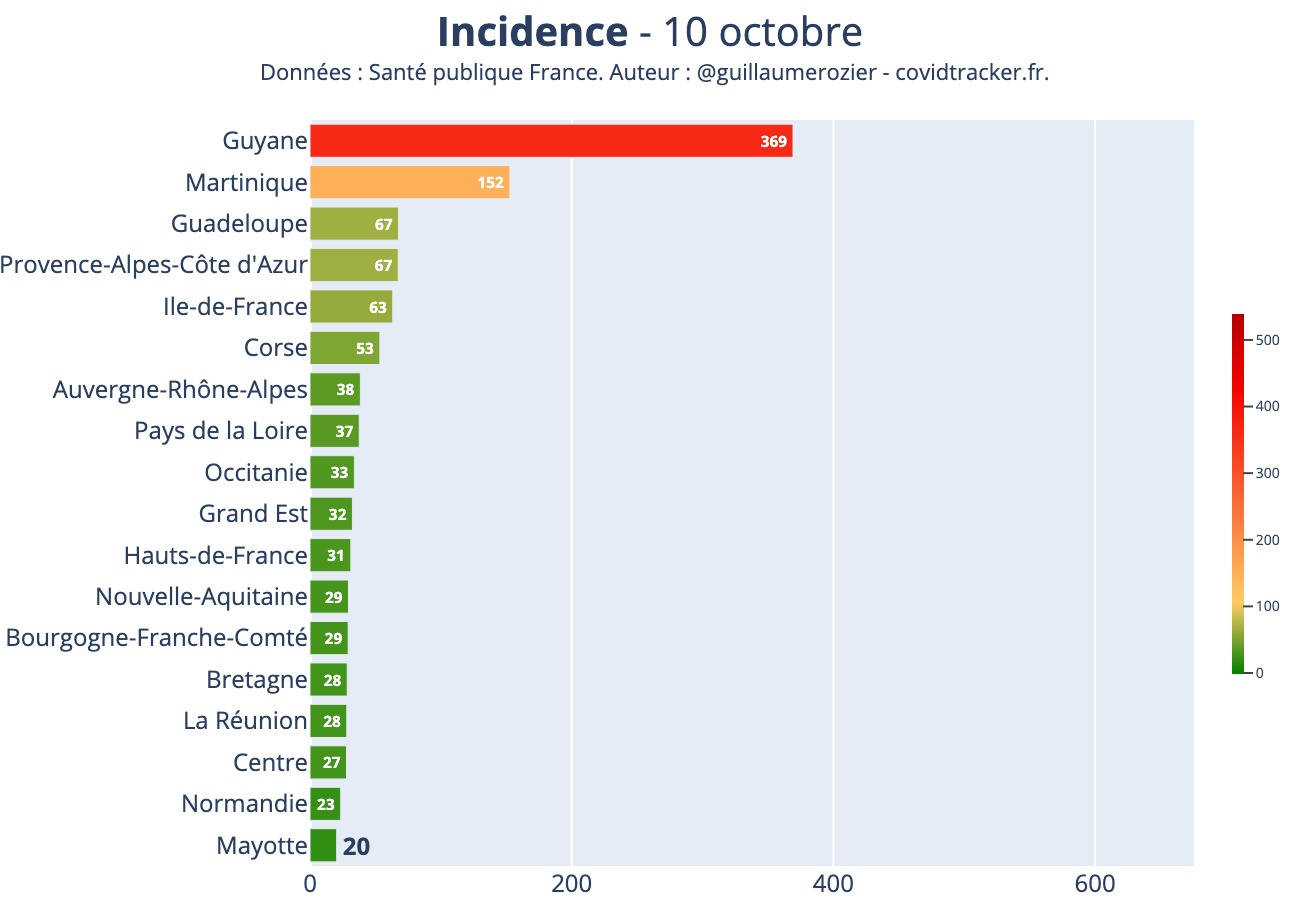 Incidence - 10 octobre
Données : Santé publique France. Auteur : @guillaumerozier - covidtracker.fr.
Guyane 369
Martinique 152
Guadeloupe 67
Provence-Alpes-Côte d'Azur 67
Ile-de-France 63
Corse 53
Auvergne-Rhône-Alpes 38
Pays de la Loire 37
Occitanie 33
Grand Est 32
Hauts-de-France 31
Nouvelle-Aquitaine 29
Bourgogne-Franche-Comté 29
Bretagne 28
La Réunion 28
Centre 27
Normandie 23
Mayotte 20
0 200 400 600
500
400
300
200
100
0